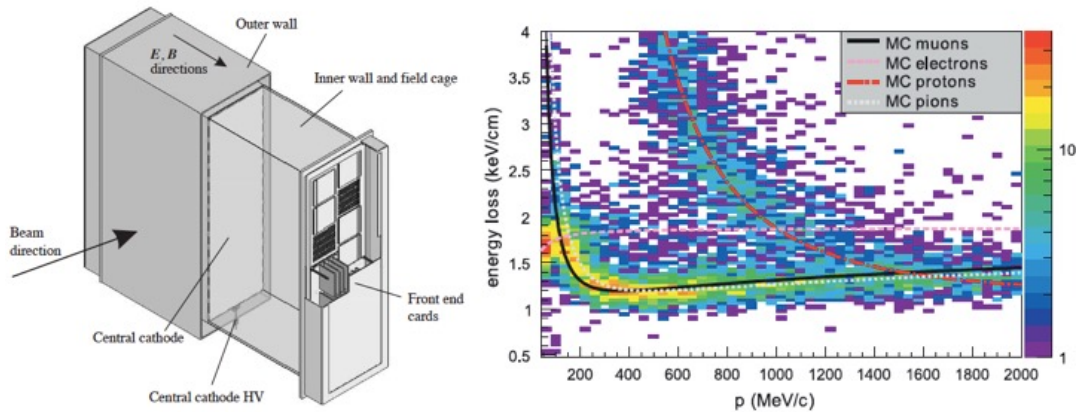 Outer wall
E, B
directions
Inner wall and field cage
Beam
direction
Front end
cards
Central cathode
Central cathode HV
energy loss (keV/cm)
4
3.5
3
2.5
2
1.5
1
0.5
MC muons
MC electrons
MC protons
MC pions
10
1
200 400 600 800 1000 1200 1400 1600 1800 2000
p (MeV/c)